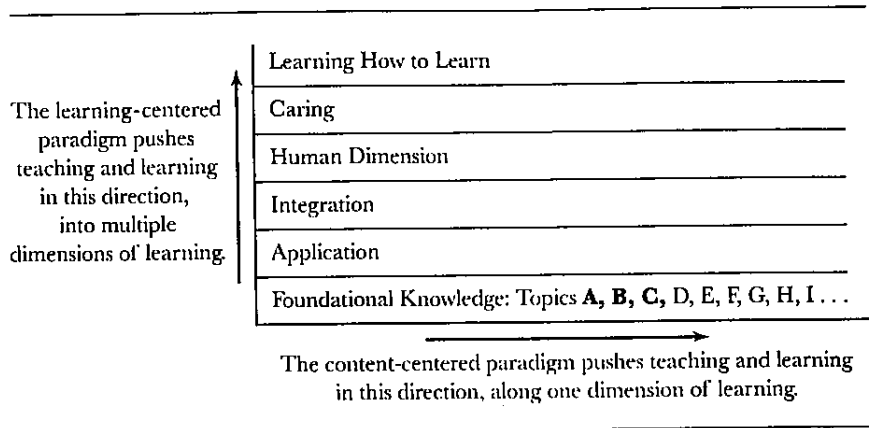 Learning How to Learn
Caring
Human Dimension
Integration
Application
Foundational Knowledge: Topics A, B, C, D, E, F, G, H, I . . .
The learning-centered
paradigm pushes
teaching and learning
in this direction,
into multiple
dimensions of learning.
The content-centered paradigm pushes teaching and learning
in this direction, along one dimension of learning.